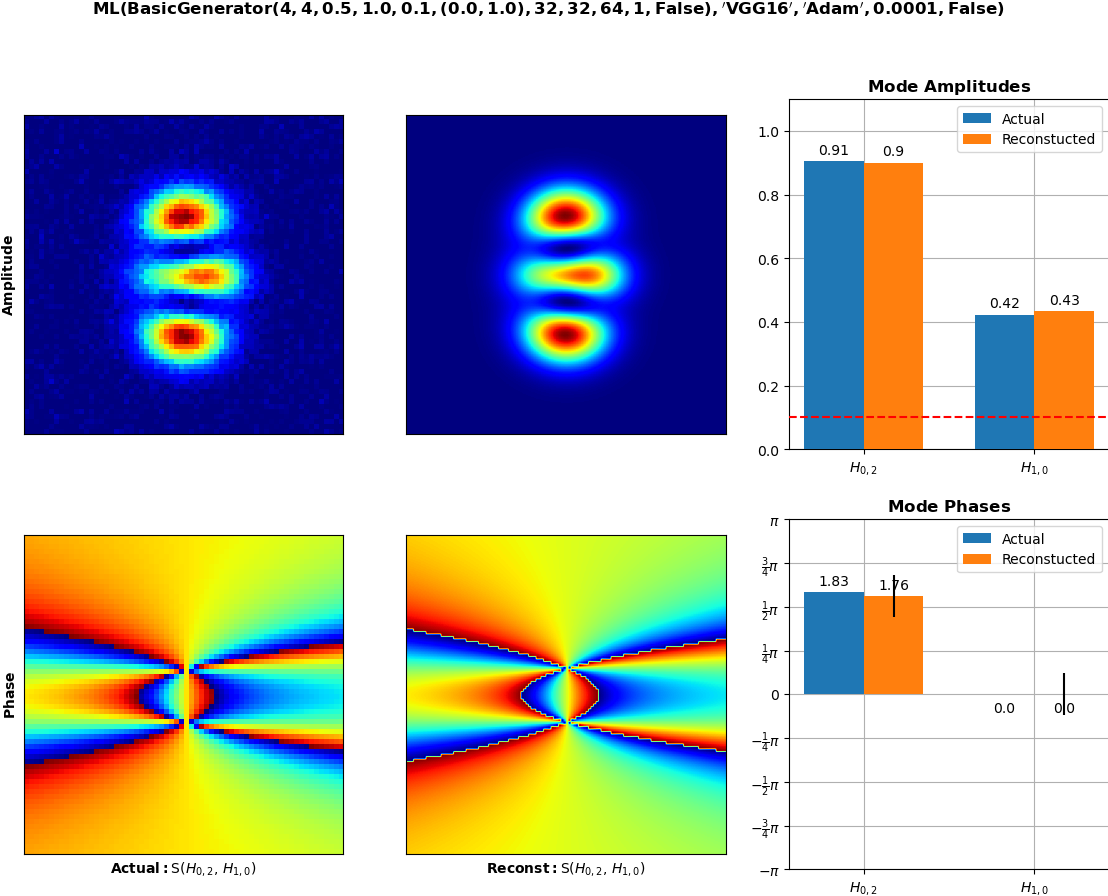 ML(BasicGenerator(4, 4, 0.5, 1.0, 0.1, (0.0, 1.0), 32, 32, 64, 1, False), 'VGG16', 'Adam', 0.0001, False)
Amplitude
Mode Amplitudes
Actual
Reconstucted
1.0
0.8
0.6
0.4
0.2
0.0
0.91
0.9
0.42
0.43
H0, 2
H1, 0
Phase
Actual: S(H0, 2, H1, 0)
Reconst: S(H0, 2, H1, 0)
Mode Phases
Actual
Reconstucted
π
3/4π
1/2π
1/4π
0
−1/4π
−1/2π
−3/4π
−π
1.83
1.76
0.0
0.0
H0, 2
H1, 0